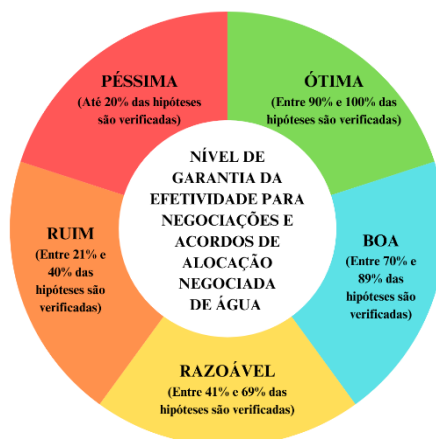 PÉSSIMA
(Até 20% das hipóteses
são verificadas)
ÓTIMA
(Entre 90% e 100% das
hipóteses são verificadas)
NÍVEL DE
GARANTIA DA
EFETIVIDADE PARA
NEGOCIAÇÕES E
ACORDOS DE
ALOCAÇÃO
NEGOCIADA
DE ÁGUA
RUIM
(Entre 21% e
40% das
hipóteses são
verificadas)
BOA
(Entre 70% e
89% das
hipóteses são
verificadas)
RAZOÁVEL
(Entre 41% e 69% das
hipóteses são verificadas)